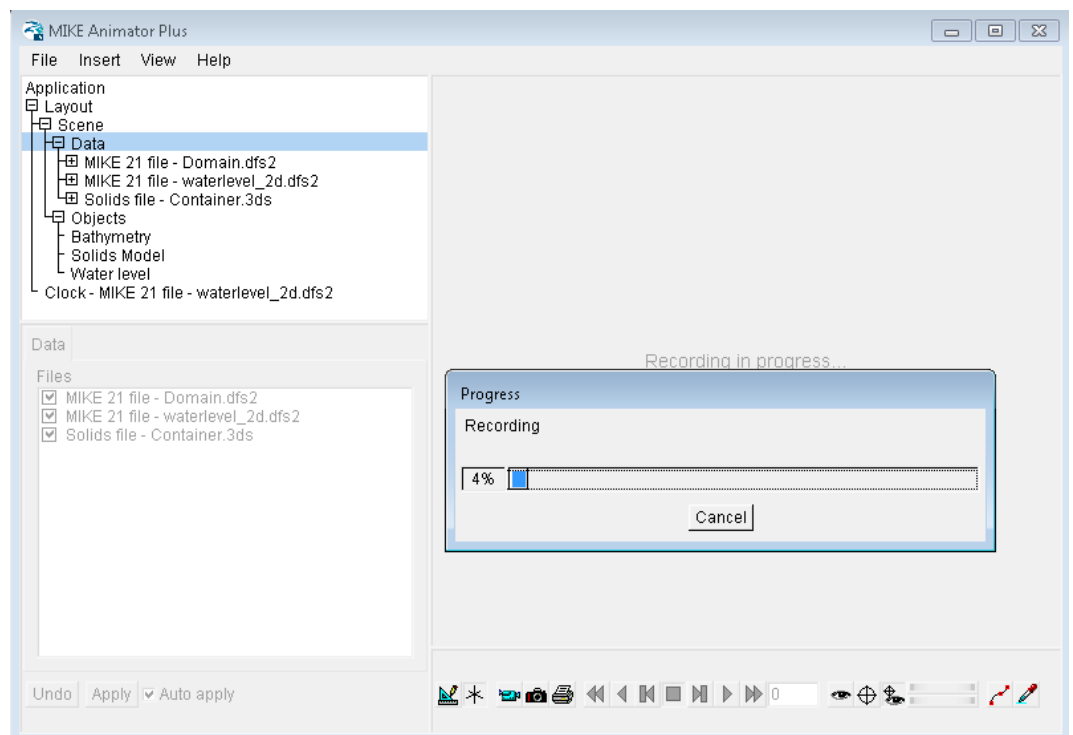 MIKE Animator Plus
File Insert View Help
Application
Layout
Scene
Data
MIKE 21 file - Domain.dfs2
MIKE 21 file - waterlevel_2d.dfs2
Solids file - Container.3ds
Objects
Bathymetry
Solids Model
Water level
Clock - MIKE 21 file - waterlevel_2d.dfs2
Data
Files
MIKE 21 file - Domain.dfs2
MIKE 21 file - waterlevel_2d.dfs2
Solids file - Container.3ds
Undo Apply Auto apply
Recording in progress...
Progress
Recording
4%
Cancel
0